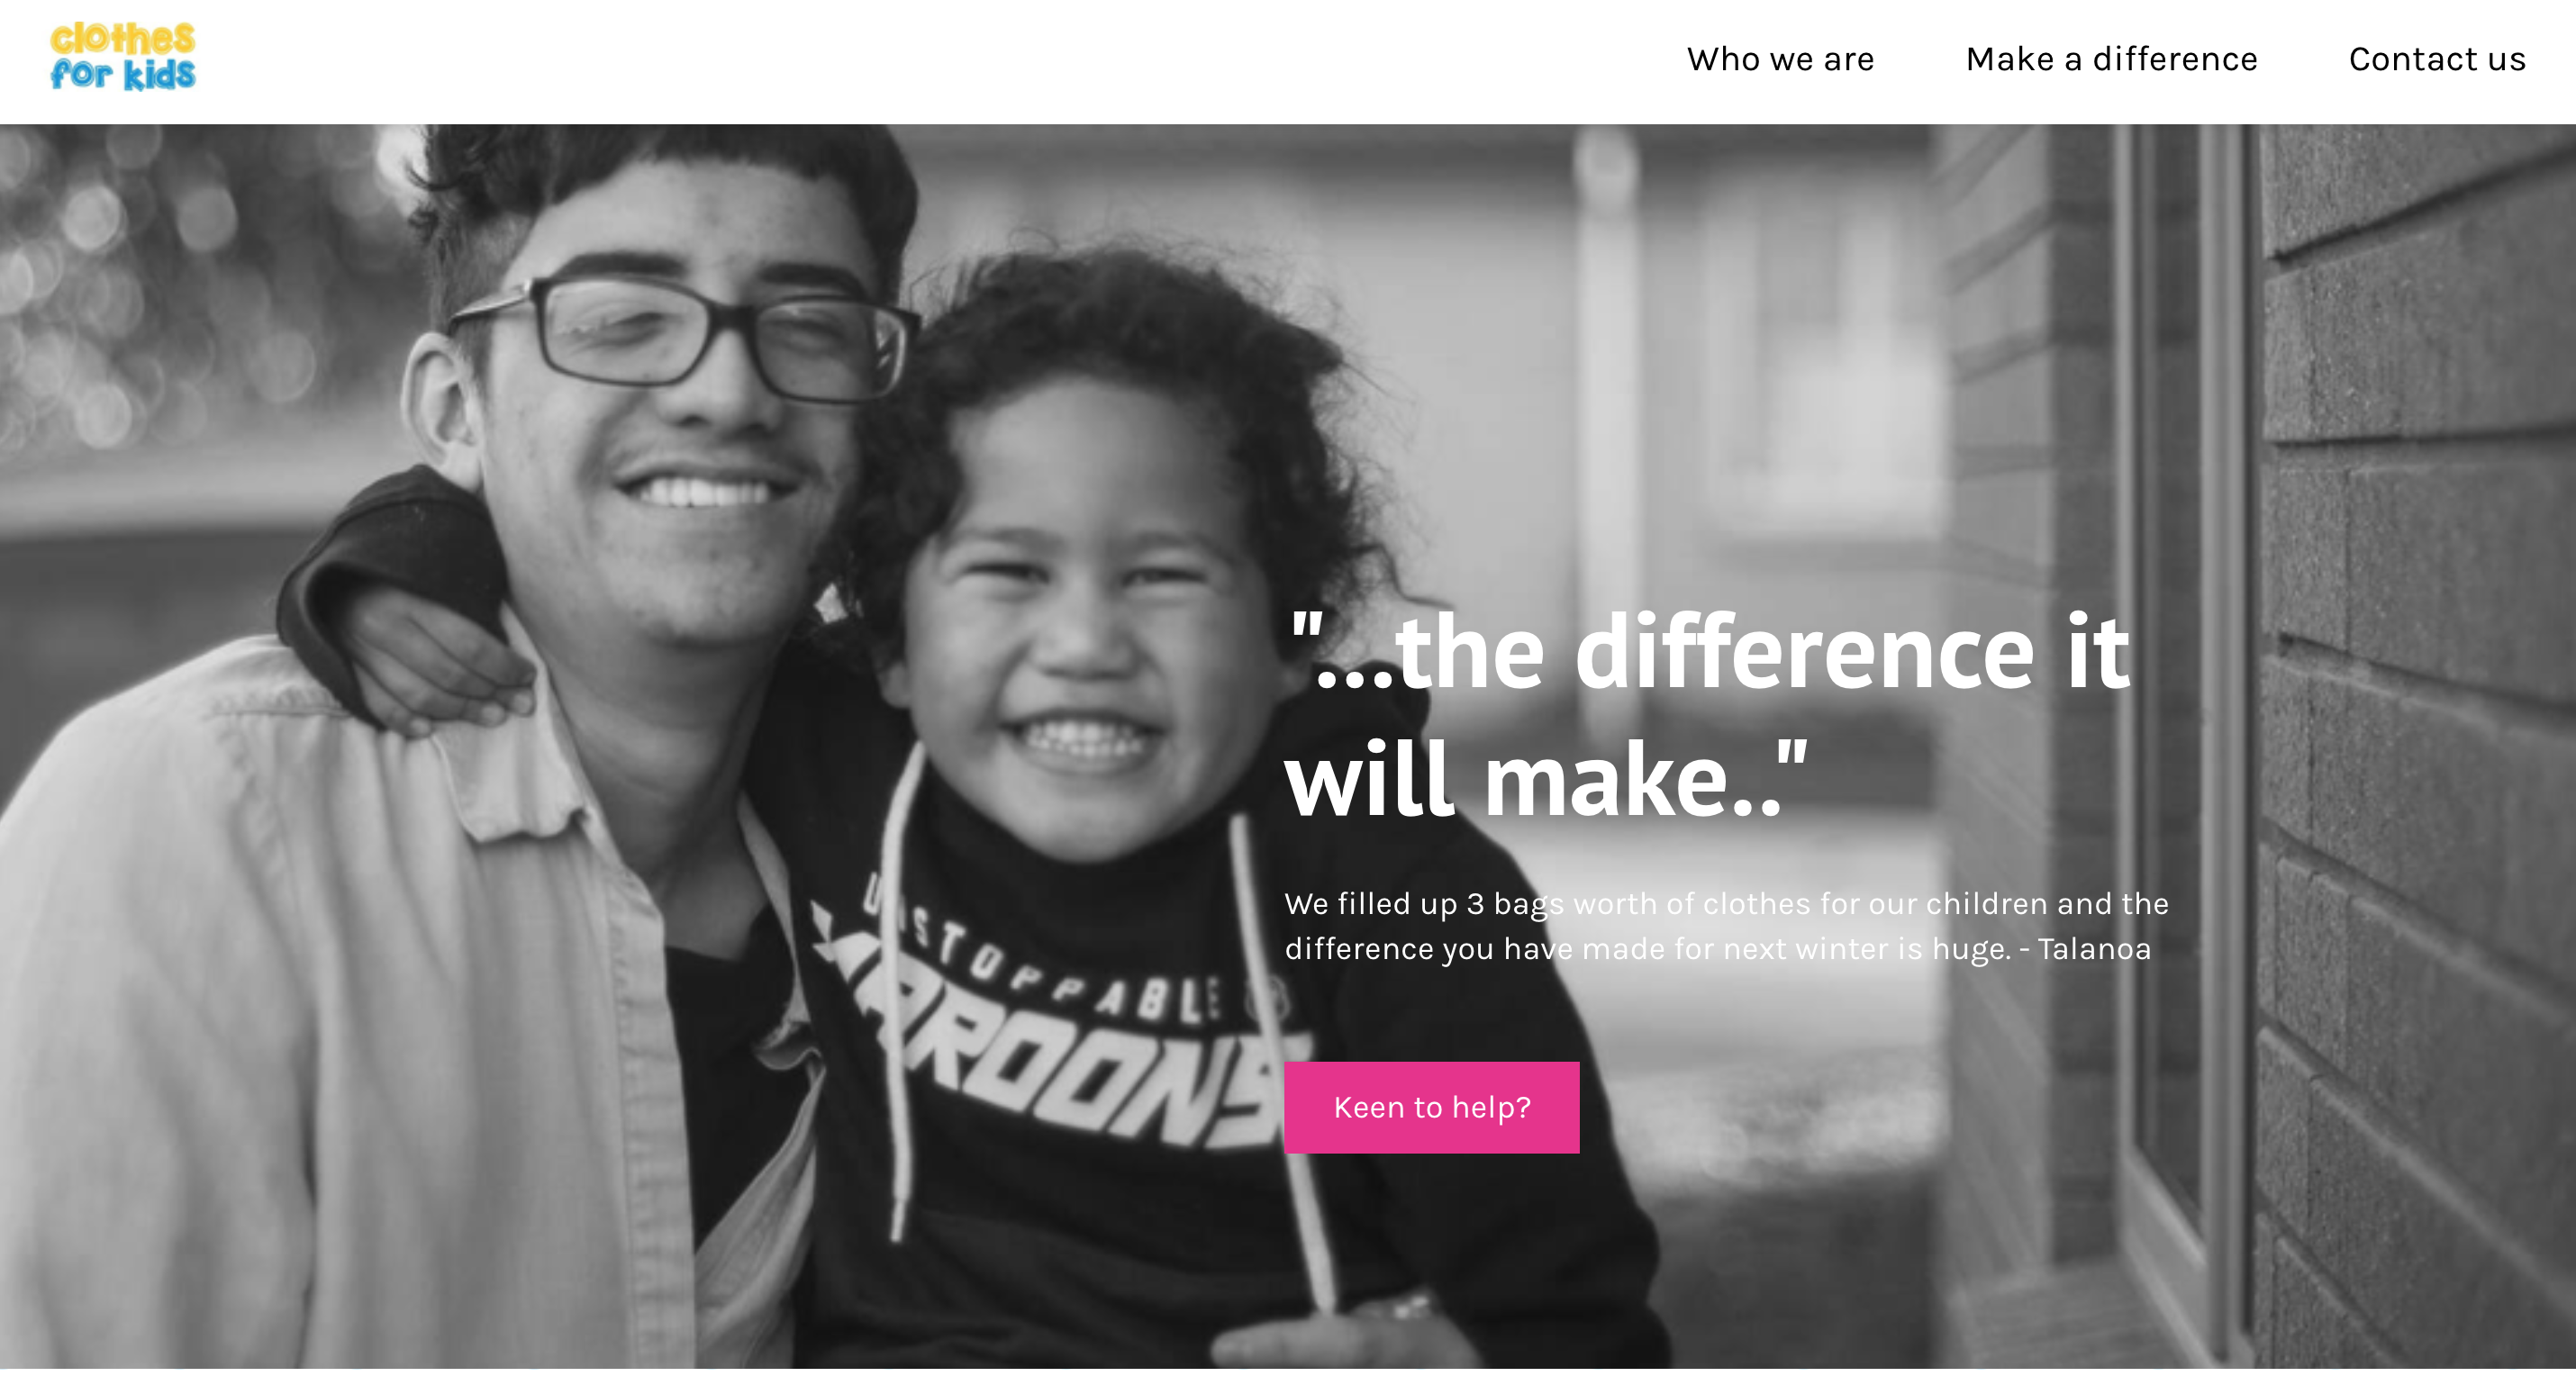 clothes
for kids
Who we are
Make a difference
Contact us
"...the difference it
will make.."
We filled up 3 bags worth of clothes for our children and the
difference you have made for next winter is huge. - Talanoa
UNSTOPPABLE
MAROONS
Keen to help?